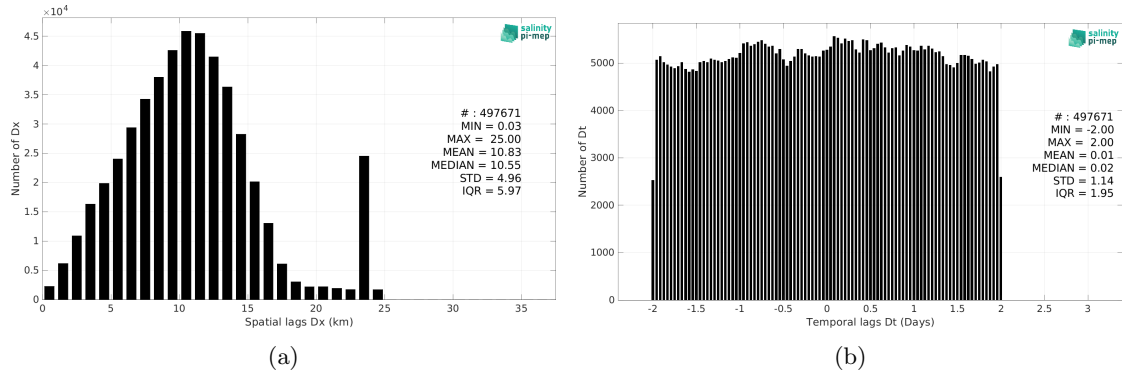 ×10⁴
4.5
4
3.5
3
2.5
2
1.5
1
0.5
0
Number of Dx
0 5 10 15 20 25 30 35
Spatial lags Dx (km)
salinity
pi-mep
# : 497671
MIN = 0.03
MAX = 25.00
MEAN = 10.83
MEDIAN = 10.55
STD = 4.96
IQR = 5.97
(a)
5000
4000
3000
2000
1000
0
Number of Dt
-2 -1.5 -1 -0.5 0 0.5 1 1.5 2 2.5 3
Temporal lags Dt (Days)
salinity
pi-mep
# : 497671
MIN = -2.00
MAX = 2.00
MEAN = 0.01
MEDIAN = 0.02
STD = 1.14
IQR = 1.95
(b)